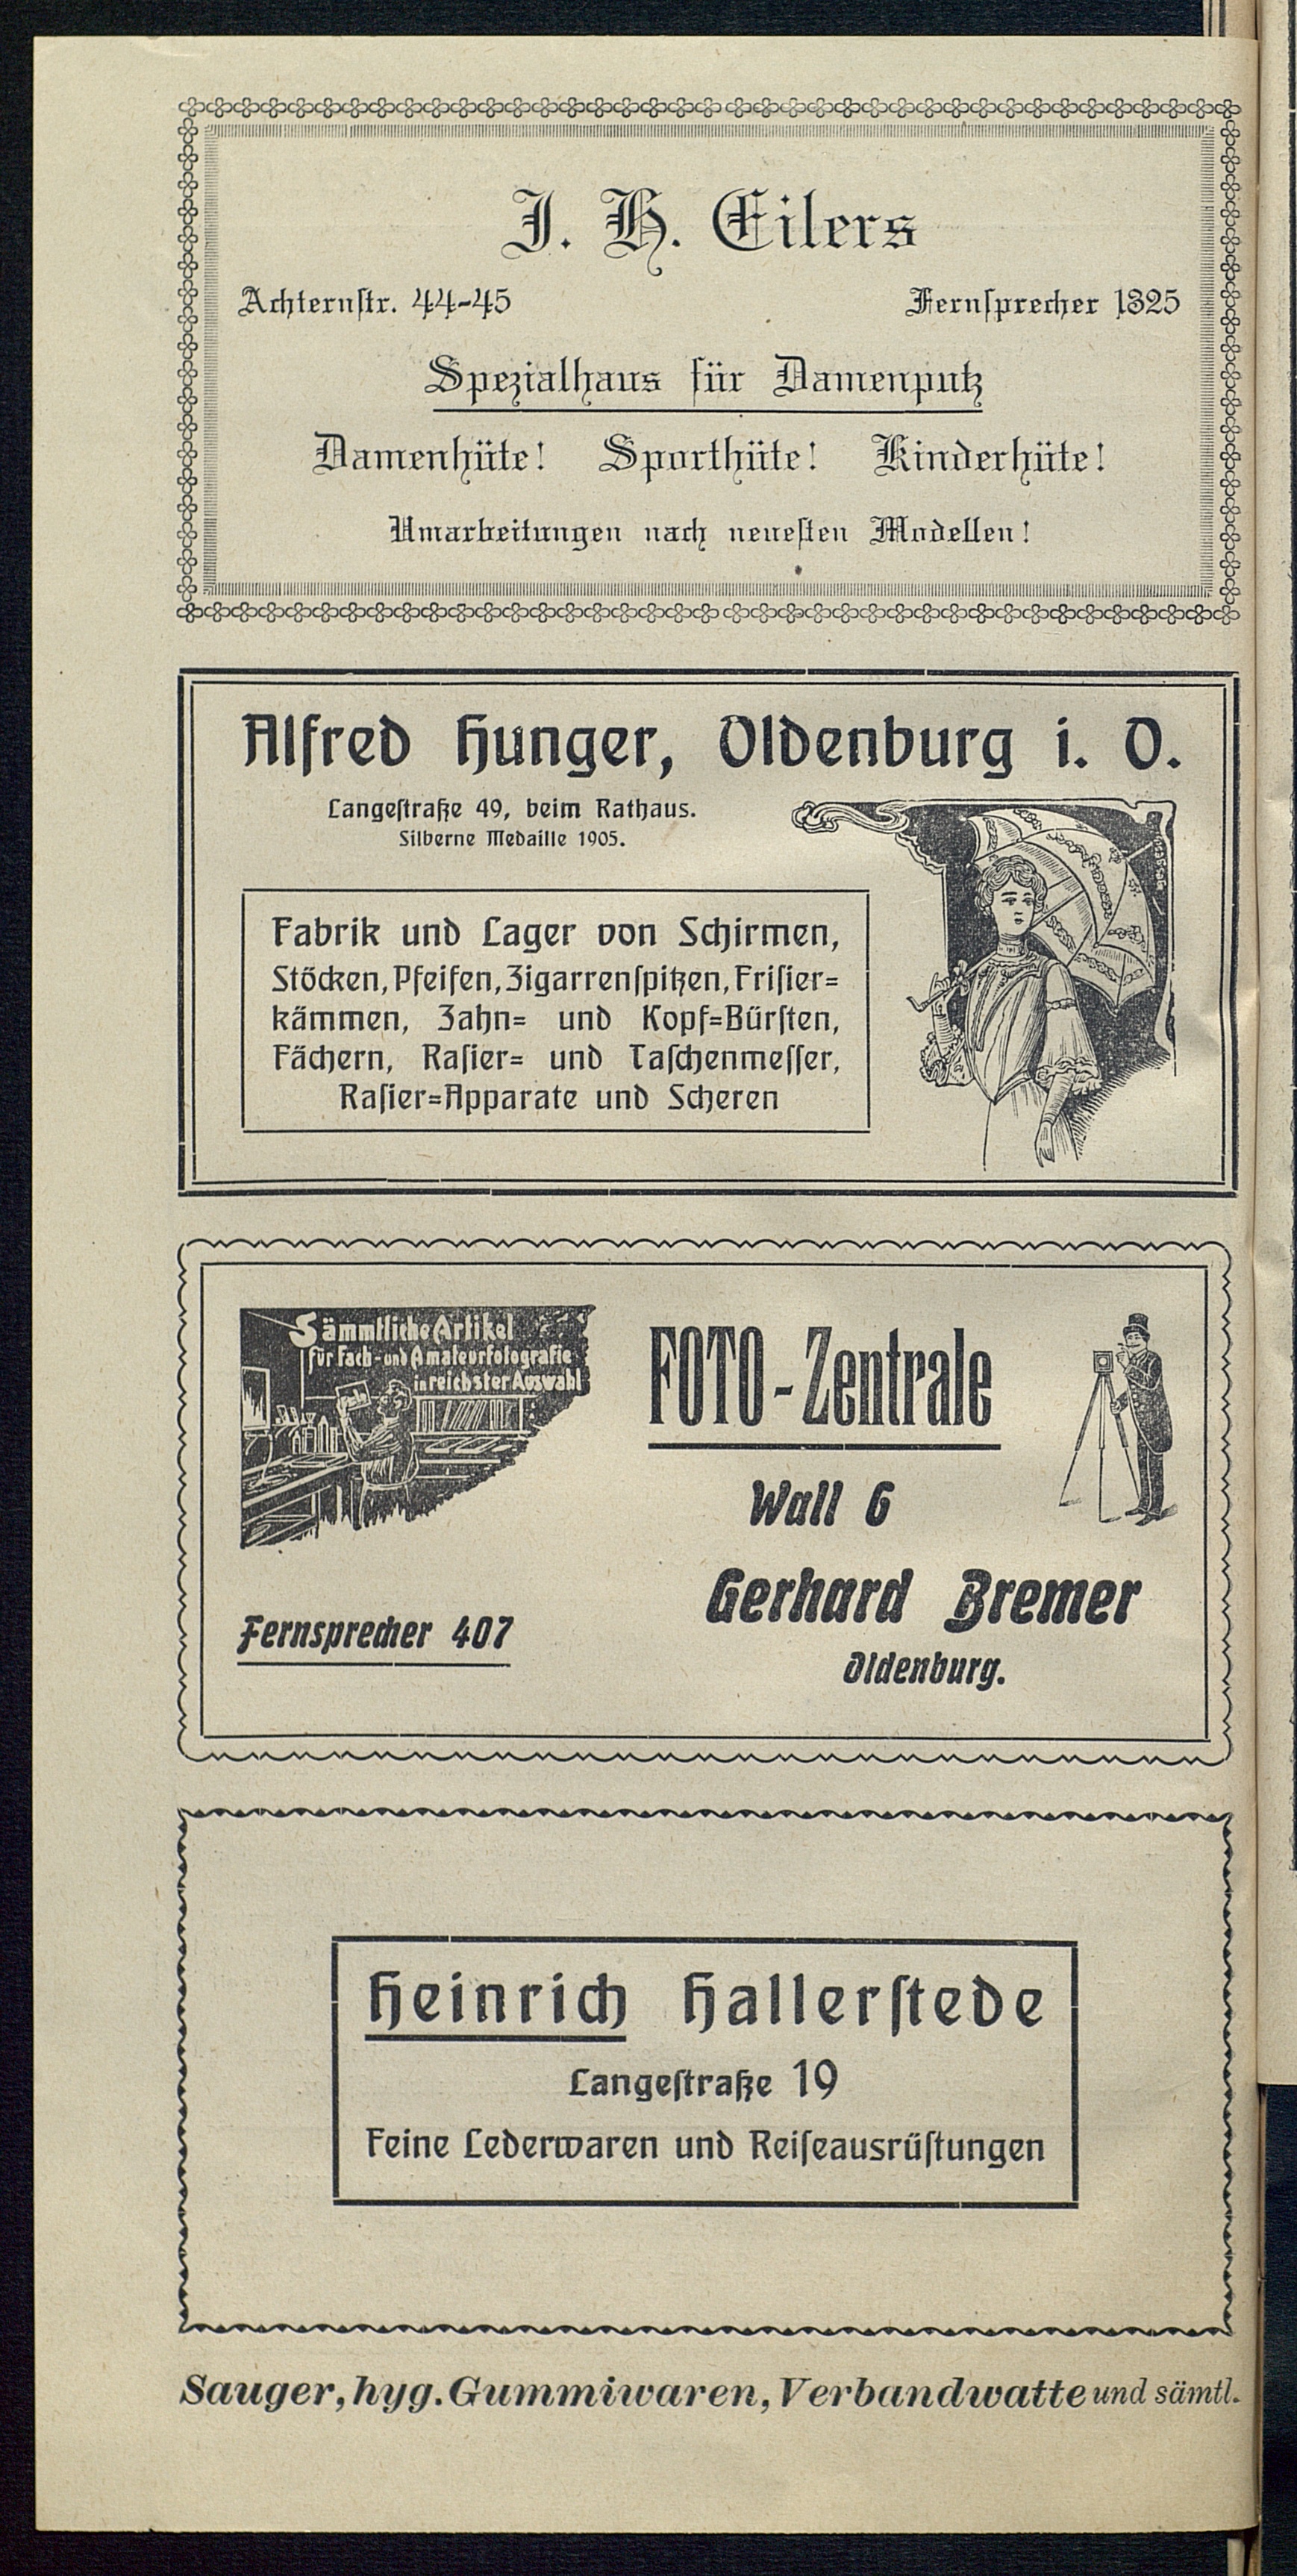 J. H. Eilers
Achternstr. 44-45 Fernsprecher 1325
Spezialhaus für Damenputz
Damenhüte! Sporthüte! Kinderhüte!
Umarbeitungen nach neuesten Modellen!
Alfred Hunger, Oldenburg i. O.
Langestraße 49, beim Rathaus.
Silberne Medaille 1905.
Fabrik und Lager von Schirmen,
Stöcken, Pfeifen, Zigarrenspitzen, Frisier=
kämmen, Zahn= und Kopf=Bürsten,
Fächern, Rasier= und Taschenmesser,
Rasier=Apparate und Scheren
Sämmtliche Artikel
für Fach- und Amateurfotografie
in reichster Auswahl
FOTO-Zentrale
Wall 6
Gerhard Bremer
Fernsprecher 407
Oldenburg.
Heinrich Hallerstede
Langestraße 19
Feine Lederwaren und Reiseausrüstungen
Sauger, hyg. Gummiwaren, Verbandwatte und sämtl.